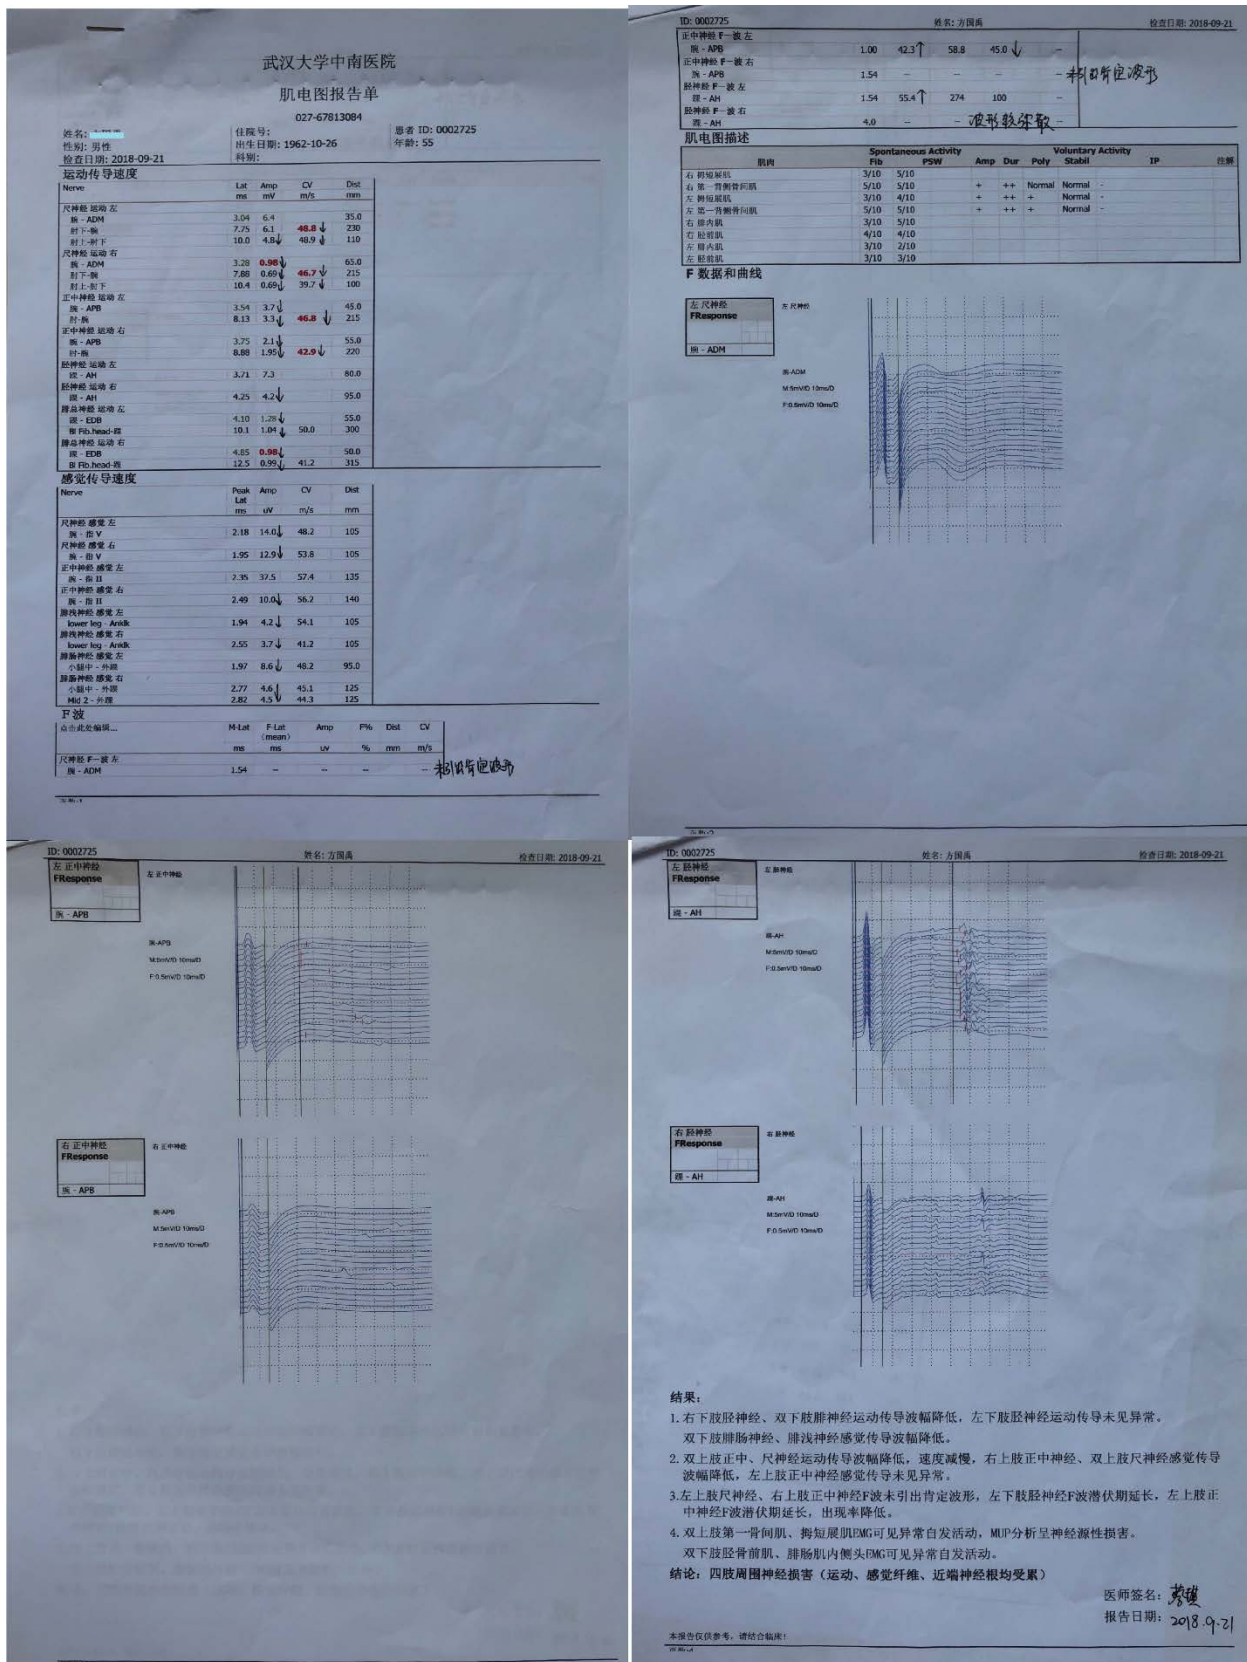 武汉大学中南医院
肌电图报告单
027-67813084
姓名:
住院号:
患者 ID: 0002725
性别: 男性
出生日期: 1962-10-26
年龄: 55
检查日期: 2018-09-21
科别:
运动传导速度
Nerve Lat Amp CV Dist
ms mV m/s mm
尺神经 运动 左
腕 - ADM 3.04 6.4 35.0
肘下-腕 7.75 6.1 48.8↓ 230
肘上-肘下 10.0 4.8↓ 48.9↓ 110
尺神经 运动 右
腕 - ADM 3.28 0.98↓ 65.0
肘下-腕 7.88 0.69↓ 46.7↓ 215
肘上-肘下 10.4 0.69↓ 39.7↓ 100
正中神经 运动 左
腕 - APB 3.54 3.7↓ 45.0
肘-腕 8.13 3.3↓ 46.8↓ 215
正中神经 运动 右
腕 - APB 3.75 2.1↓ 55.0
肘-腕 8.88 1.95↓ 42.9↓ 220
胫神经 运动 左
踝 - AH 3.71 7.3 80.0
胫神经 运动 右
踝 - AH 4.25 4.2↓ 95.0
腓总神经 运动 左
踝 - EDB 4.10 1.28↓ 55.0
Bl Fib.head-踝 10.1 1.04↓ 50.0 300
腓总神经 运动 右
踝 - EDB 4.85 0.98↓ 50.0
Bl Fib.head-踝 12.5 0.99↓ 41.2 315
感觉传导速度
Nerve Peak Lat Amp CV Dist
ms uV m/s mm
尺神经 感觉 左
腕 - 指 V 2.18 14.0↓ 48.2 105
尺神经 感觉 右
腕 - 指 V 1.95 12.9↓ 53.8 105
正中神经 感觉 左
腕 - 指 II 2.35 37.5 57.4 135
正中神经 感觉 右
腕 - 指 II 2.49 10.0↓ 56.2 140
腓浅神经 感觉 左
lower leg - Ankle 1.94 4.2↓ 54.1 105
腓浅神经 感觉 右
lower leg - Ankle 2.55 3.7↓ 41.2 105
腓肠神经 感觉 左
小腿中 - 外踝 1.97 8.6↓ 48.2 95.0
腓肠神经 感觉 右
小腿中 - 外踝 2.77 4.6↓ 45.1 125
Mid 2 - 外踝 2.82 4.5↓ 44.3 125
F 波
点击此处编辑... M-Lat F-Lat (mean) Amp F% Dist CV
ms ms uv % mm m/s
尺神经 F-波 左
腕 - ADM 1.54 -- -- -- -- 未引出肯定波形
ID: 0002725 姓名: 方国禹 检查日期: 2018-09-21
正中神经 F-波 左
腕 - APB 1.00 42.3↑ 58.8 45.0↓ --
正中神经 F-波 右
腕 - APB 1.54 -- -- -- -- 未引出肯定波形
胫神经 F-波 左
踝 - AH 1.54 55.4↑ 274 100 --
胫神经 F-波 右
踝 - AH 4.0 -- -- 波形较弥散
肌电图描述
Spontaneous Activity Voluntary Activity
肌肉 Fib PSW Amp Dur Poly Stabil IP 注解
右 拇短展肌 3/10 5/10
右 第一背侧骨间肌 5/10 5/10 + ++ Normal Normal -
左 拇短展肌 3/10 4/10 + ++ + Normal -
左 第一背侧骨间肌 5/10 5/10 + ++ + Normal -
右 腓内肌 3/10 3/10
右 胫前肌 4/10 4/10
左 腓内肌 3/10 2/10
左 胫前肌 3/10 3/10
F 数据和曲线
左 尺神经
FResponse
腕 - ADM
左 尺神经
腕-ADM
M:5mV/D 10ms/D
F:0.5mV/D 10ms/D
ID: 0002725 姓名: 方国禹 检查日期: 2018-09-21
左 正中神经
FResponse
腕 - APB
左 正中神经
腕-APB
M:5mV/D 10ms/D
F:0.5mV/D 10ms/D
右 正中神经
FResponse
腕 - APB
右 正中神经
腕-APB
M:5mV/D 10ms/D
F:0.5mV/D 10ms/D
ID: 0002725 姓名: 方国禹 检查日期: 2018-09-21
左 胫神经
FResponse
踝 - AH
左 胫神经
踝-AH
M:5mV/D 10ms/D
F:0.5mV/D 10ms/D
右 胫神经
FResponse
踝 - AH
右 胫神经
踝-AH
M:5mV/D 10ms/D
F:0.5mV/D 10ms/D
结果:
1. 右下肢胫神经、双下肢腓神经运动传导波幅降低，左下肢胫神经运动传导未见异常。
双下肢腓肠神经、腓浅神经感觉传导波幅降低。
2. 双上肢正中、尺神经运动传导波幅降低，速度减慢，右上肢正中神经、双上肢尺神经感觉传导
波幅降低，左上肢正中神经感觉传导未见异常。
3.左上肢尺神经、右上肢正中神经F波未引出肯定波形，左下肢胫神经F波潜伏期延长，左上肢正
中神经F波潜伏期延长，出现率降低。
4. 双上肢第一骨间肌、拇短展肌EMG可见异常自发活动，MUP分析呈神经源性损害。
双下肢胫骨前肌、腓肠肌内侧头EMG可见异常自发活动。
结论: 四肢周围神经损害（运动、感觉纤维、近端神经根均受累）
医师签名:
报告日期: 2018.9.21
本报告仅供参考，请结合临床!